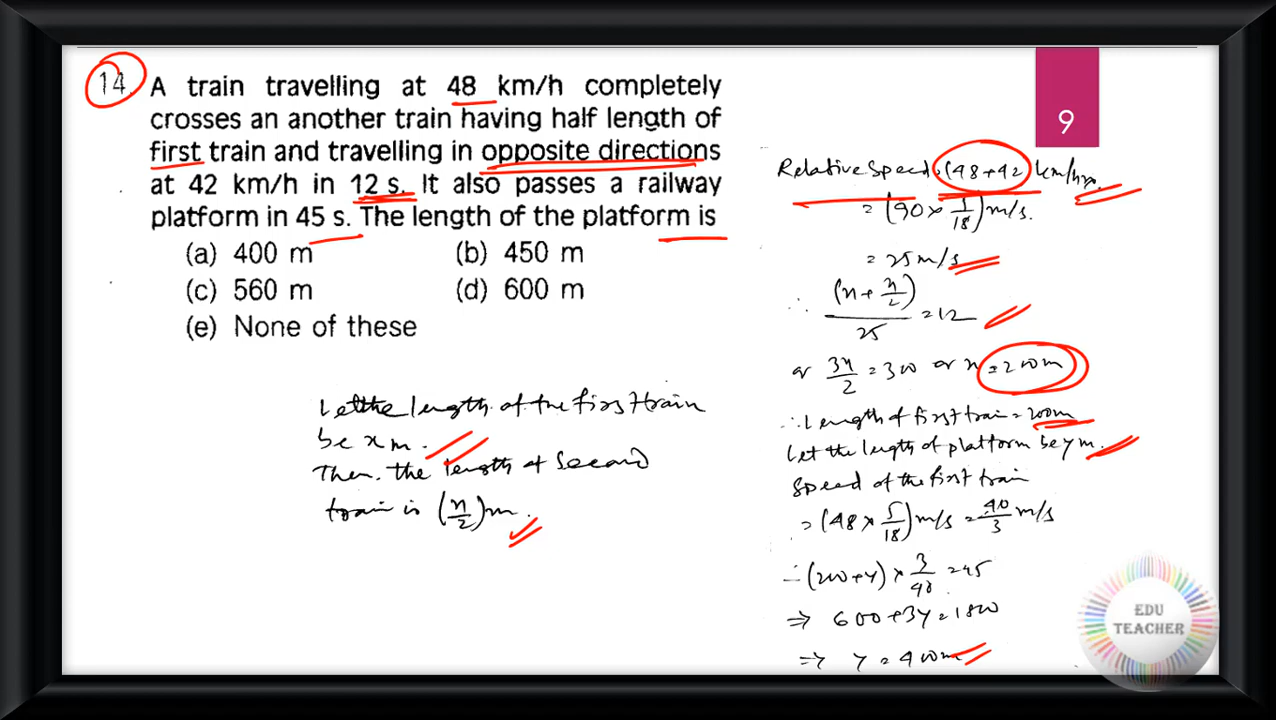 14. A train travelling at 48 km/h completely
crosses an another train having half length of
first train and travelling in opposite directions
at 42 km/h in 12 s. It also passes a railway
platform in 45 s. The length of the platform is
(a) 400 m (b) 450 m
(c) 560 m (d) 600 m
(e) None of these
Let the length of the first train
be x m.
Then, the length of Second
train is (x/2) m.
9
Relative Speed = (48+42) km/hr.
= (90 × 5/18) m/s.
= 25 m/s
∴ (x + x/2)/25 = 12
or 3x/2 = 300 or x = 200m
∴ Length of first train = 200m
Let the length of platform be y m.
Speed of the first train
= (48 × 5/18) m/s = 40/3 m/s
∴ (200+y) × 3/40 = 45
⇒ 600 + 3y = 1800
⇒ y = 400m
EDU
TEACHER